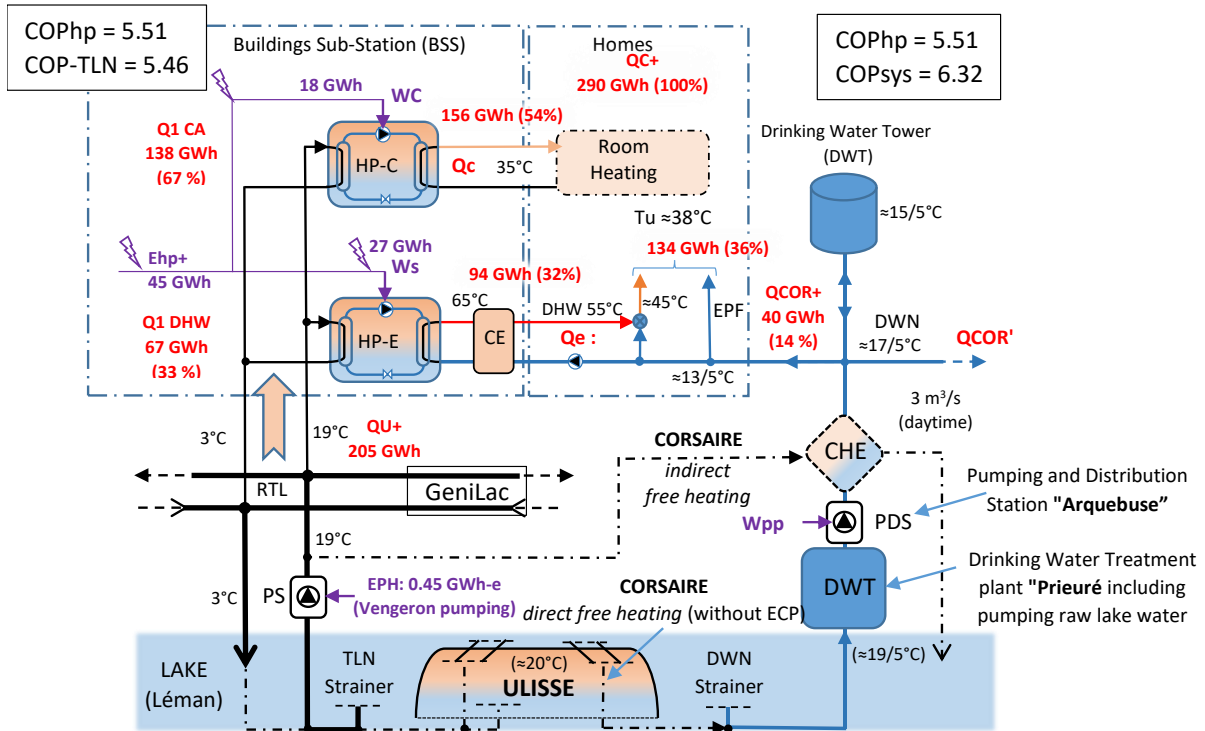 COPhp = 5.51
COP-TLN = 5.46
Buildings Sub-Station (BSS)
Homes
COPhp = 5.51
COPsys = 6.32
QC+
290 GWh (100%)
18 GWh
WC
156 GWh (54%)
Q1 CA
138 GWh
(67 %)
HP-C
Qc
35°C
Room
Heating
Drinking Water Tower
(DWT)
≈15/5°C
Tu ≈38°C
134 GWh (36%)
Ehp+
45 GWh
27 GWh
Ws
94 GWh (32%)
65°C
DHW 55°C
≈45°C
EPF
QCOR+
40 GWh
(14 %)
DWN
≈17/5°C
QCOR'
Q1 DHW
67 GWh
(33 %)
HP-E
CE
Qe :
≈13/5°C
3 m³/s
(daytime)
3°C
19°C
QU+
205 GWh
CORSAIRE
indirect
free heating
CHE
RTL
GeniLac
Pumping and Distribution
Station "Arquebuse”
Wpp
PDS
19°C
3°C
PS
EPH: 0.45 GWh-e
(Vengeron pumping)
CORSAIRE
direct free heating (without ECP)
DWT
Drinking Water Treatment
plant "Prieuré including
pumping raw lake water
LAKE
(Léman)
TLN
Strainer
(≈20°C)
ULISSE
DWN
Strainer
(≈19/5°C)